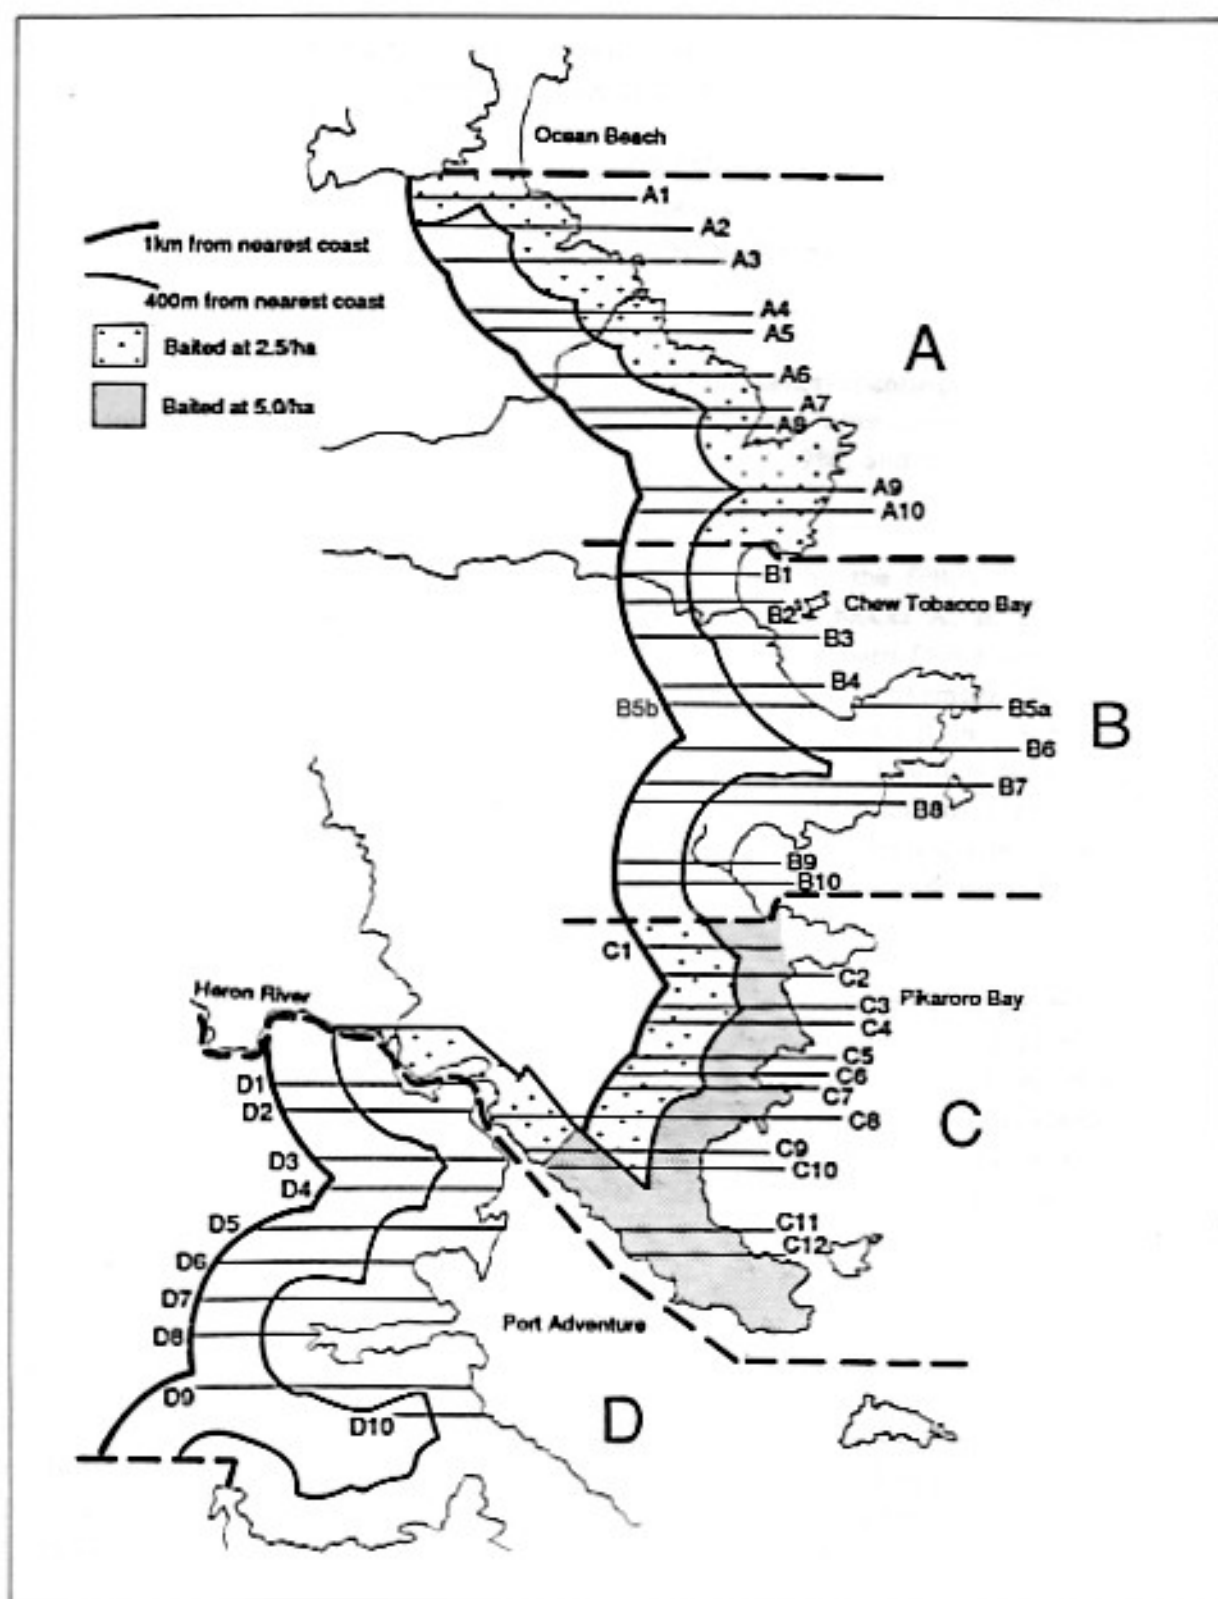 Ocean Beach
A1
A2
1km from nearest coast
A3
400m from nearest coast
A4
A5
Baited at 2.5/ha
A
A6
Baited at 5.0/ha
A7
A8
A9
A10
B1
B2
Chew Tobacco Bay
B3
B4
B5b
B5a
B
B6
B7
B8
B9
B10
C1
C2
Heron River
C3
Pikaroro Bay
C4
C5
C6
D1
C7
D2
C8
C
C9
D3
C10
D4
D5
C11
C12
D6
D7
Port Adventure
D8
D9
D10
D